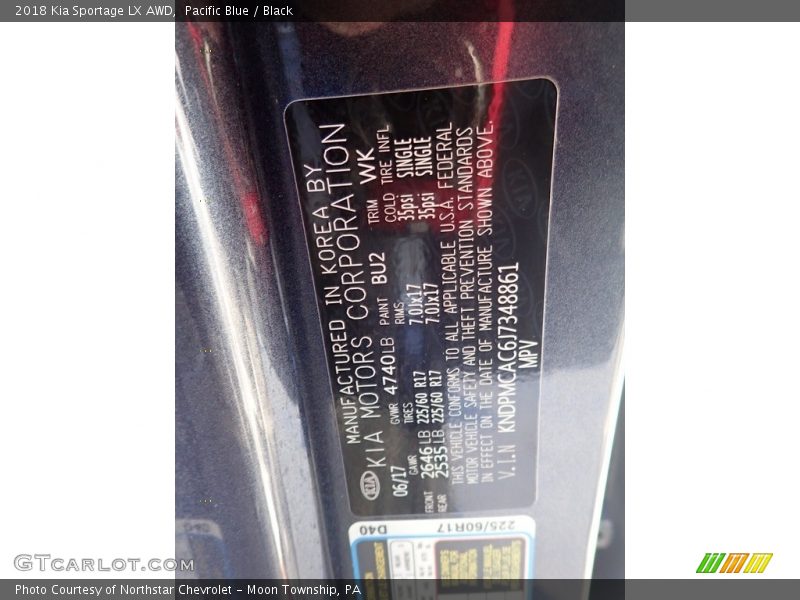 2018 Kia Sportage LX AWD, Pacific Blue / Black
MANUFACTURED IN KOREA BY
KIA KIA MOTORS CORPORATION
06/17 GVWR 4740LB PAINT BU2 TRIM WK
GAWR TIRES RIMS COLD TIRE INFL
FRONT 2646LB 225/60 R17 7.0Jx17 35psi SINGLE
REAR 2535LB 225/60 R17 7.0Jx17 35psi SINGLE
THIS VEHICLE CONFORMS TO ALL APPLICABLE U.S.A. FEDERAL
MOTOR VEHICLE SAFETY AND THEFT PREVENTION STANDARDS
IN EFFECT ON THE DATE OF MANUFACTURE SHOWN ABOVE.
V.I.N KNDPMCAC6J7348861
MPV
225/60R17 D40
GTCarLot.com
Photo Courtesy of Northstar Chevrolet - Moon Township, PA